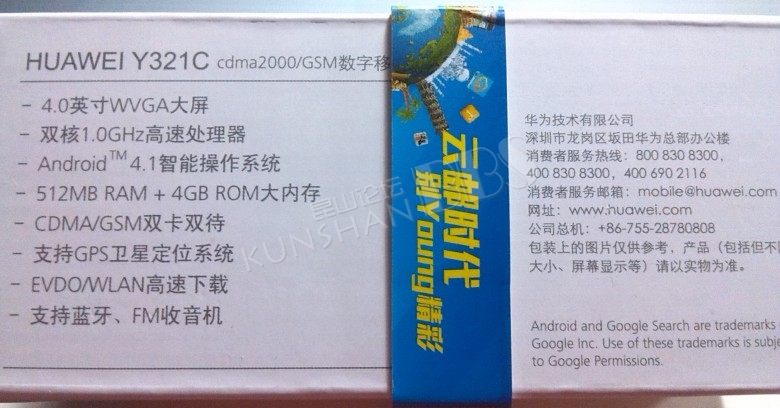 HUAWEI Y321C cdma2000/GSM数字移
- 4.0英寸WVGA大屏
- 双核1.0GHz高速处理器
- Android™ 4.1智能操作系统
- 512MB RAM + 4GB ROM大内存
- CDMA/GSM双卡双待
- 支持GPS卫星定位系统
- EVDO/WLAN高速下载
- 支持蓝牙、FM收音机
云邮时代
别Young精彩
华为技术有限公司
深圳市龙岗区坂田华为总部办公楼
消费者服务热线: 800 830 8300,
400 830 8300, 400 690 2116
消费者服务邮箱: mobile@huawei.com
网址: www.huawei.com
公司总机: +86-755-28780808
包装上的图片仅供参考，产品（包括但不限
大小、屏幕显示等）请以实物为准。
Android and Google Search are trademarks
Google Inc. Use of these trademarks is subje
to Google Permissions.
昆山论坛
KUNSHAN BBS